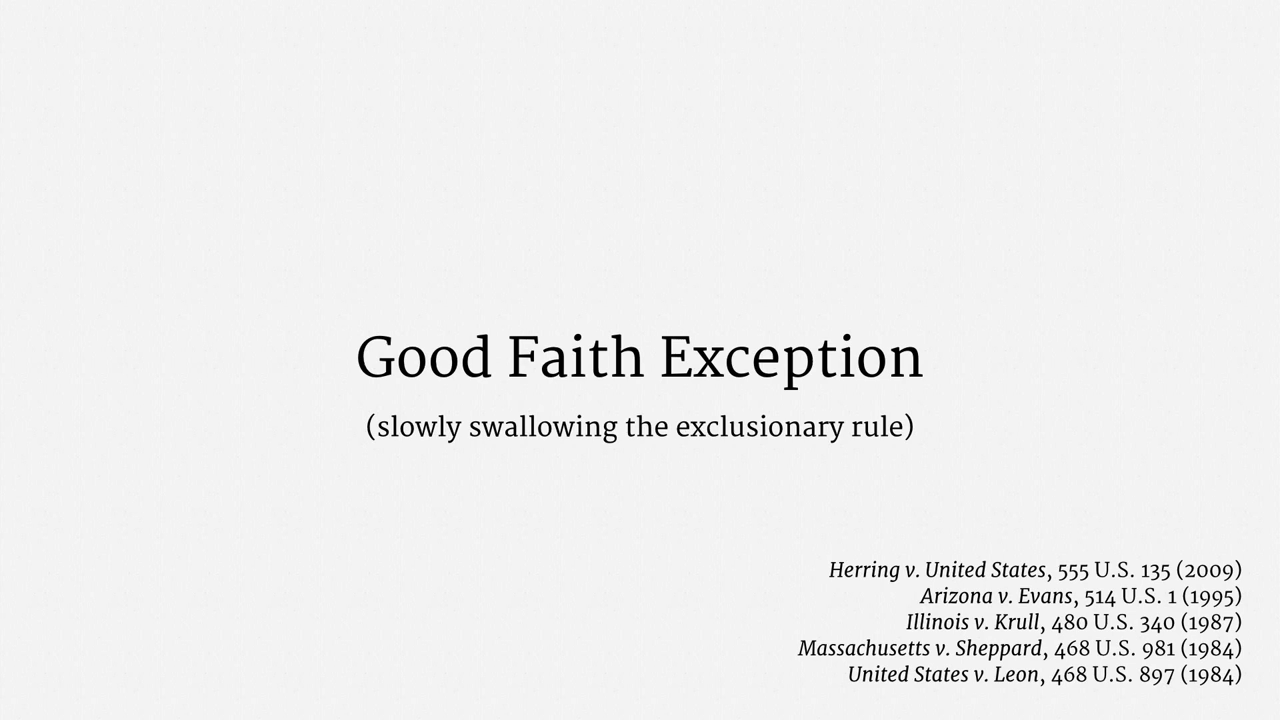 Good Faith Exception
(slowly swallowing the exclusionary rule)
Herring v. United States, 555 U.S. 135 (2009)
Arizona v. Evans, 514 U.S. 1 (1995)
Illinois v. Krull, 480 U.S. 340 (1987)
Massachusetts v. Sheppard, 468 U.S. 981 (1984)
United States v. Leon, 468 U.S. 897 (1984)